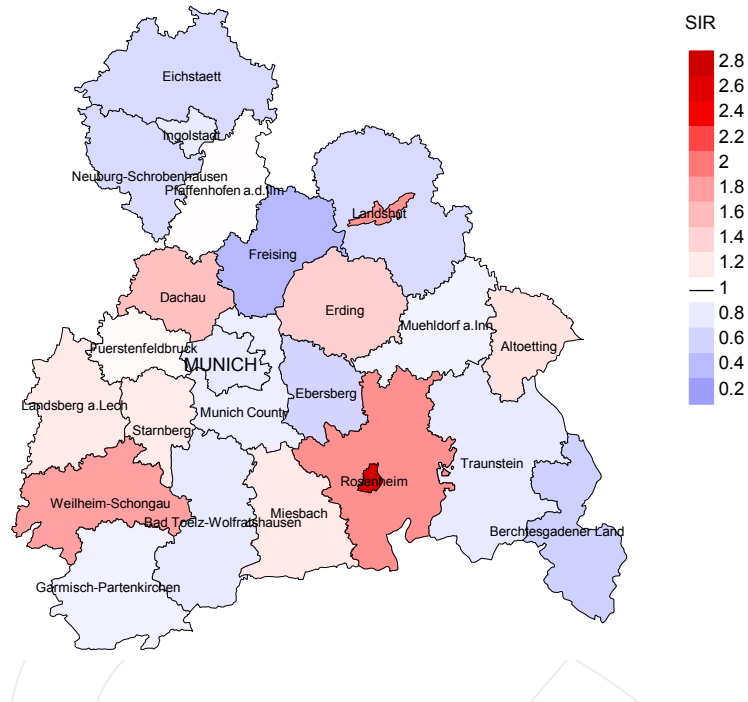 SIR
2.8
2.6
2.4
2.2
2
1.8
1.6
1.4
1.2
1
0.8
0.6
0.4
0.2
Eichstaett
Ingolstadt
Neuburg-Schrobenhausen
Pfaffenhofen a.d.Ilm
Landshut
Freising
Dachau
Erding
Muehldorf a.Inn
Altoetting
Fuerstenfeldbruck
MUNICH
Ebersberg
Landsberg a.Lech
Munich County
Starnberg
Traunstein
Rosenheim
Weilheim-Schongau
Miesbach
Bad Toelz-Wolfratshausen
Berchtesgadener Land
Garmisch-Partenkirchen